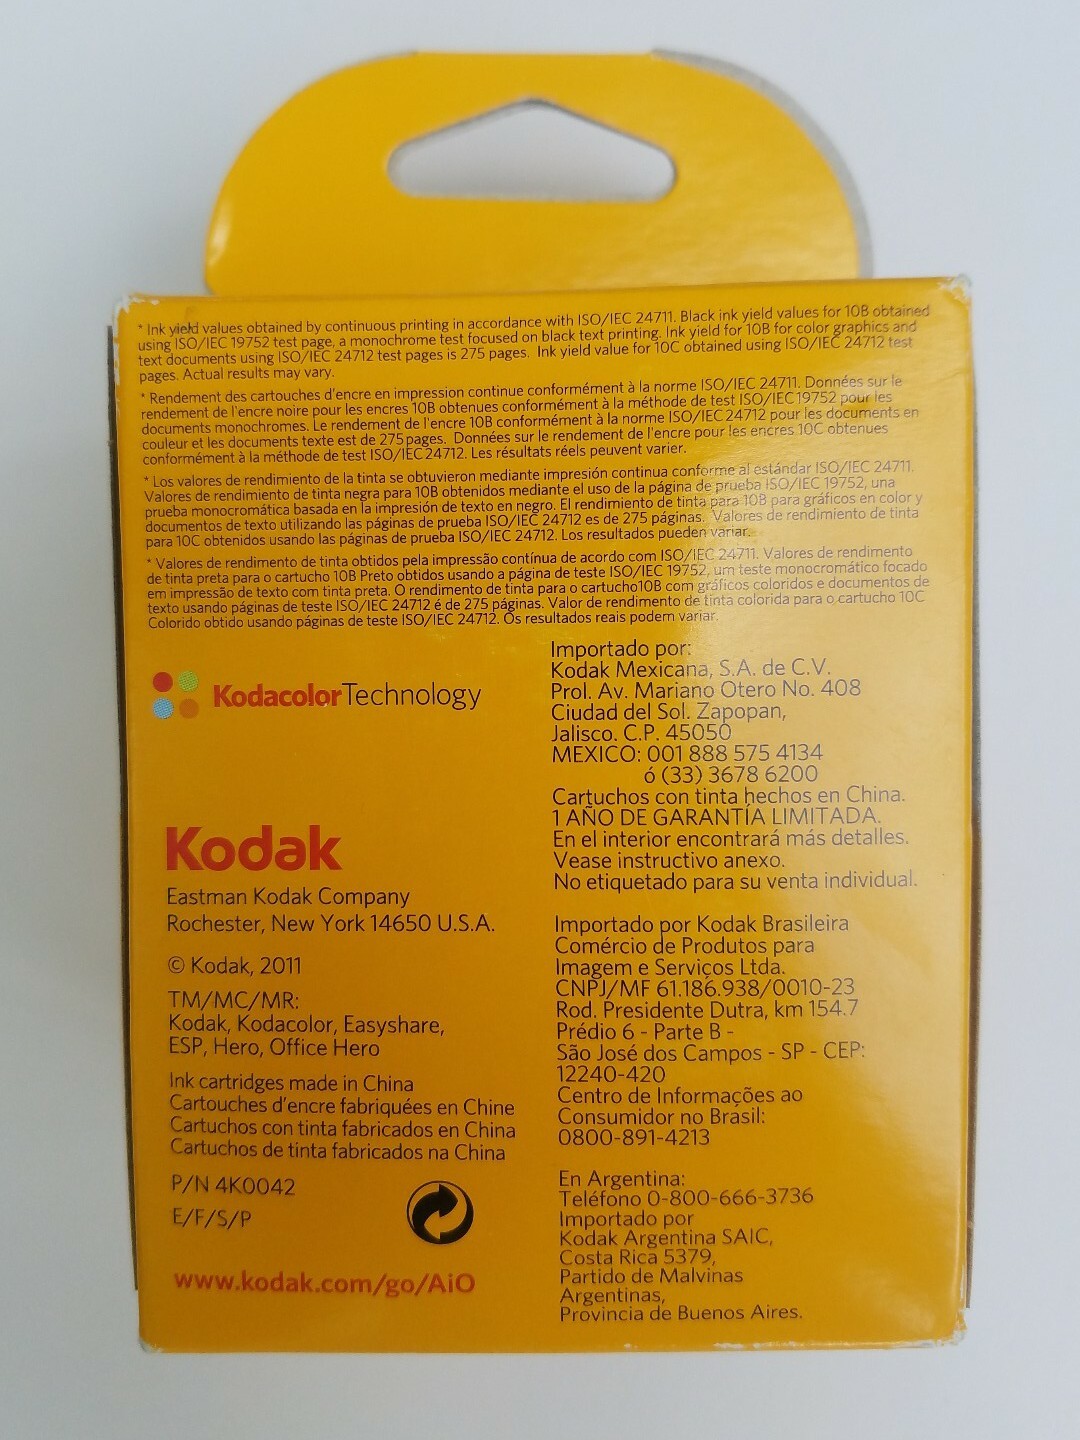 * Ink yield values obtained by continuous printing in accordance with ISO/IEC 24711. Black ink yield values for 10B obtained
using ISO/IEC 19752 test page, a monochrome test focused on black text printing. Ink yield for 10B for color graphics and
text documents using ISO/IEC 24712 test pages is 275 pages. Ink yield value for 10C obtained using ISO/IEC 24712 test
pages. Actual results may vary.
* Rendement des cartouches d'encre en impression continue conformément à la norme ISO/IEC 24711. Données sur le
rendement de l'encre noire pour les encres 10B obtenues conformément à la méthode de test ISO/IEC19752 pour les
documents monochromes. Le rendement de l'encre 10B conformément à la norme ISO/IEC 24712 pour les documents en
couleur et les documents texte est de 275 pages. Données sur le rendement de l'encre pour les encres 10C obtenues
conformément à la méthode de test ISO/IEC24712. Les résultats réels peuvent varier.
* Los valores de rendimiento de la tinta se obtuvieron mediante impresión continua conforme al estándar ISO/IEC 24711.
Valores de rendimiento de tinta negra para 10B obtenidos mediante el uso de la página de prueba ISO/IEC 19752, una
prueba monocromática basada en la impresión de texto en negro. El rendimiento de tinta para 10B para gráficos en color y
documentos de texto utilizando las páginas de prueba ISO/IEC 24712 es de 275 páginas. Valores de rendimiento de tinta
para 10C obtenidos usando las páginas de prueba ISO/IEC 24712. Los resultados pueden variar.
* Valores de rendimento de tinta obtidos pela impressão contínua de acordo com ISO/IEC 24711. Valores de rendimento
de tinta preta para o cartucho 10B Preto obtidos usando a página de teste ISO/IEC 19752, um teste monocromático focado
em impressão de texto com tinta preta. O rendimento de tinta para o cartucho10B com gráficos coloridos e documentos de
texto usando páginas de teste ISO/IEC 24712 é de 275 páginas. Valor de rendimento de tinta colorida para o cartucho 10C
Colorido obtido usando páginas de teste ISO/IEC 24712. Os resultados reais podem variar.
KodacolorTechnology
Kodak
Eastman Kodak Company
Rochester, New York 14650 U.S.A.
© Kodak, 2011
TM/MC/MR:
Kodak, Kodacolor, Easyshare,
ESP, Hero, Office Hero
Ink cartridges made in China
Cartouches d'encre fabriquées en Chine
Cartuchos con tinta fabricados en China
Cartuchos de tinta fabricados na China
P/N 4K0042
E/F/S/P
www.kodak.com/go/AiO
Importado por:
Kodak Mexicana, S.A. de C.V.
Prol. Av. Mariano Otero No. 408
Ciudad del Sol. Zapopan,
Jalisco. C.P. 45050
MEXICO: 001 888 575 4134
ó (33) 3678 6200
Cartuchos con tinta hechos en China.
1 AÑO DE GARANTÍA LIMITADA.
En el interior encontrará más detalles.
Vease instructivo anexo.
No etiquetado para su venta individual.
Importado por Kodak Brasileira
Comércio de Produtos para
Imagem e Serviços Ltda.
CNPJ/MF 61.186.938/0010-23
Rod. Presidente Dutra, km 154.7
Prédio 6 - Parte B -
São José dos Campos - SP - CEP:
12240-420
Centro de Informações ao
Consumidor no Brasil:
0800-891-4213
En Argentina:
Teléfono 0-800-666-3736
Importado por
Kodak Argentina SAIC,
Costa Rica 5379,
Partido de Malvinas
Argentinas,
Provincia de Buenos Aires.